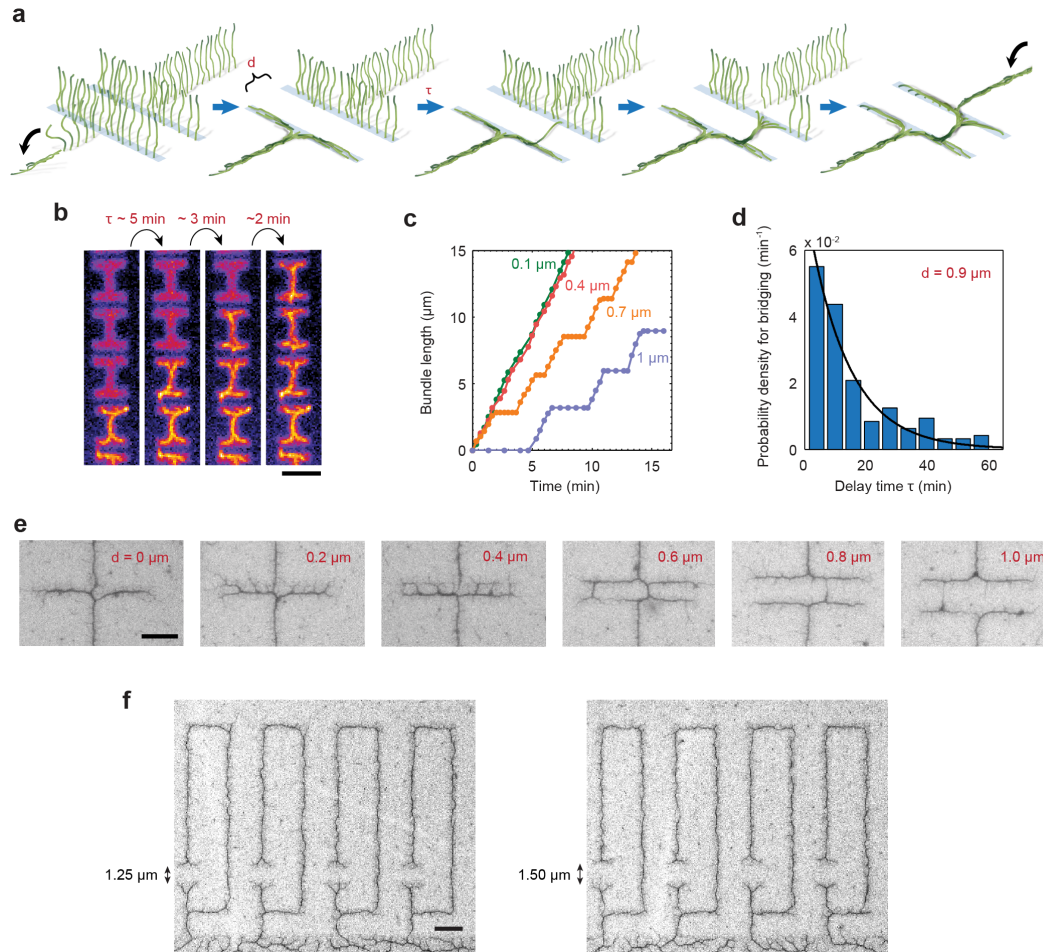 a
d
τ
b
τ ~ 5 min
~ 3 min
~2 min
c
15
10
5
0
Bundle length (µm)
0.1 µm
0.4 µm
0.7 µm
1 µm
0
5
10
15
Time (min)
d
x 10⁻²
6
4
2
0
Probability density for bridging (min⁻¹)
d = 0.9 µm
0
20
40
60
Delay time τ (min)
e
d = 0 µm
0.2 µm
0.4 µm
0.6 µm
0.8 µm
1.0 µm
f
1.25 µm
1.50 µm